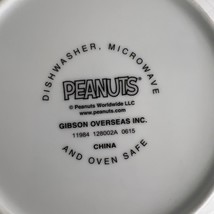 DISHWASHER, MICROWAVE
PEANUTS®
© Peanuts Worldwide LLC
www.peanuts.com
GIBSON OVERSEAS INC.
11984 128002A 0615
CHINA
AND OVEN SAFE